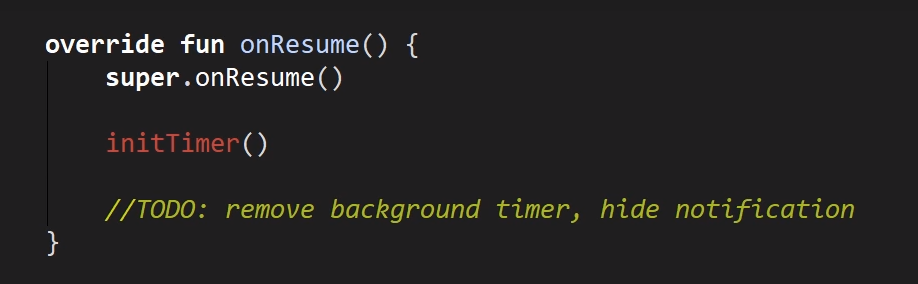 override fun onResume() {
super.onResume()
initTimer()
//TODO: remove background timer, hide notification
}